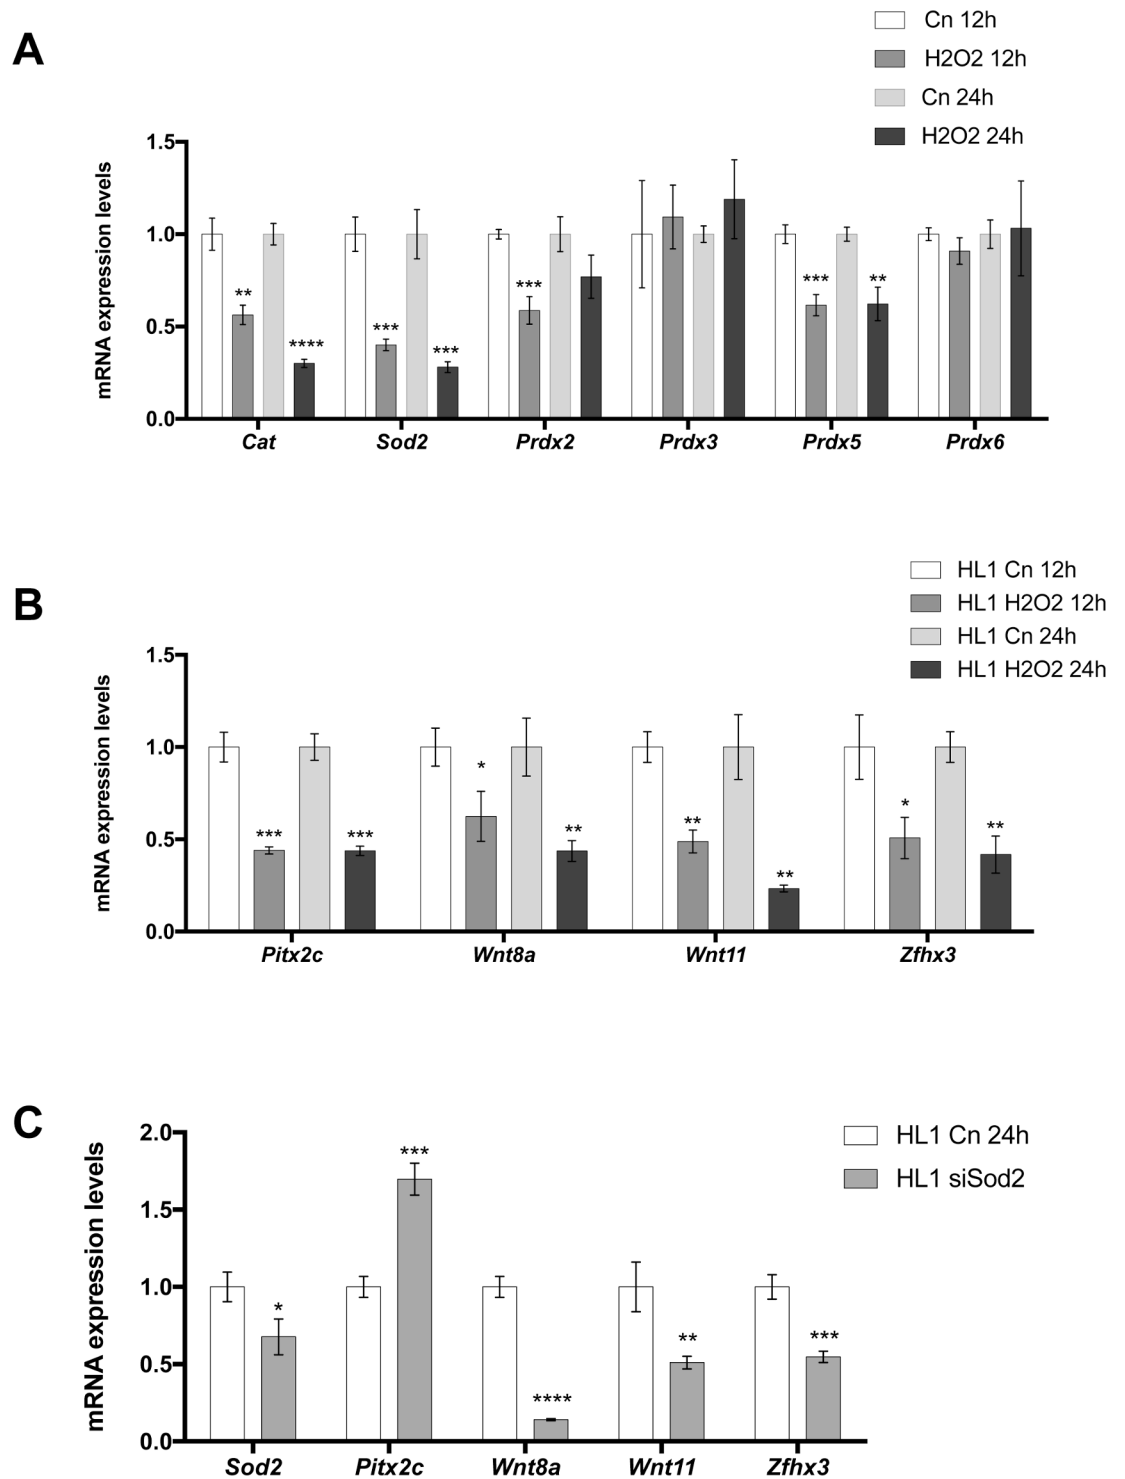 A
Cn 12h
H2O2 12h
Cn 24h
H2O2 24h
mRNA expression levels
1.5
1.0
0.5
0.0
** **** *** *** *** *** **
Cat Sod2 Prdx2 Prdx3 Prdx5 Prdx6
B
HL1 Cn 12h
HL1 H2O2 12h
HL1 Cn 24h
HL1 H2O2 24h
mRNA expression levels
1.5
1.0
0.5
0.0
*** *** * ** ** ** * **
Pitx2c Wnt8a Wnt11 Zfhx3
C
HL1 Cn 24h
HL1 siSod2
mRNA expression levels
2.0
1.5
1.0
0.5
0.0
* *** **** ** ***
Sod2 Pitx2c Wnt8a Wnt11 Zfhx3